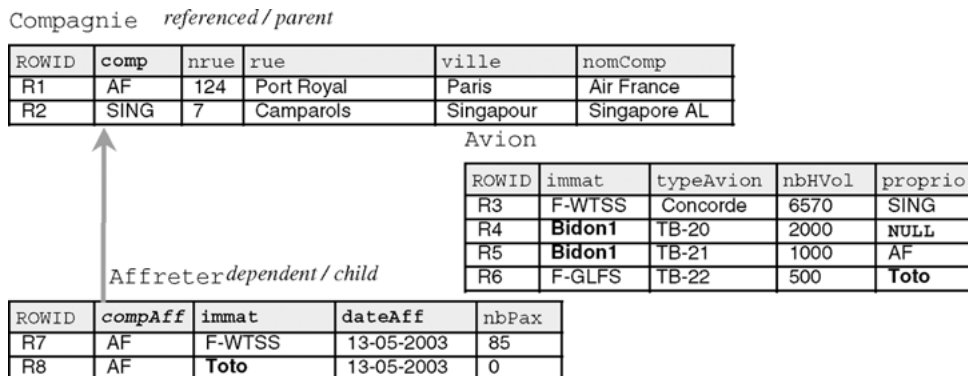 Compagnie referenced / parent
ROWID comp nrue rue ville nomComp
R1 AF 124 Port Royal Paris Air France
R2 SING 7 Camparols Singapour Singapore AL
Avion
ROWID immat typeAvion nbHVol proprio
R3 F-WTSS Concorde 6570 SING
R4 Bidon1 TB-20 2000 NULL
R5 Bidon1 TB-21 1000 AF
R6 F-GLFS TB-22 500 Toto
Affreter dependent / child
ROWID compAff immat dateAff nbPax
R7 AF F-WTSS 13-05-2003 85
R8 AF Toto 13-05-2003 0